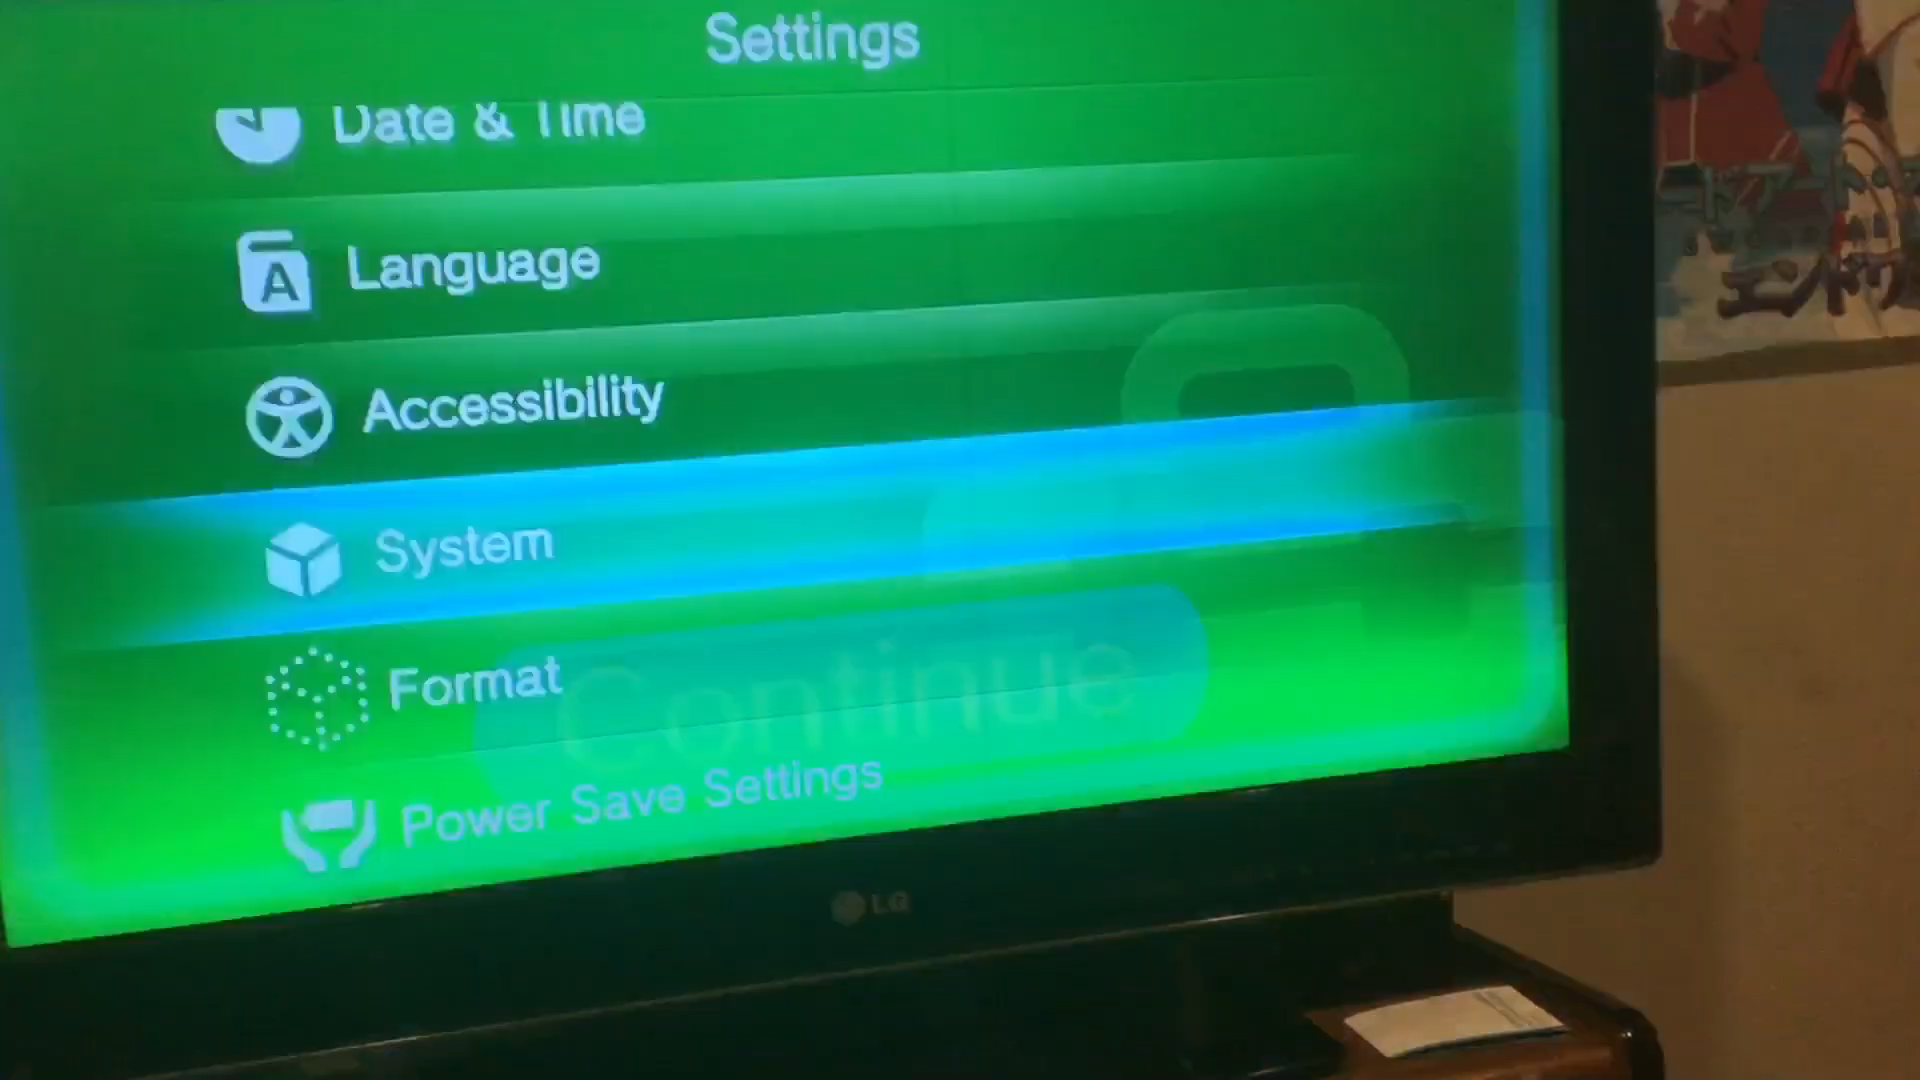 Settings
Date & Time
Language
A
Accessibility
System
Format
Continue
Power Save Settings
LG